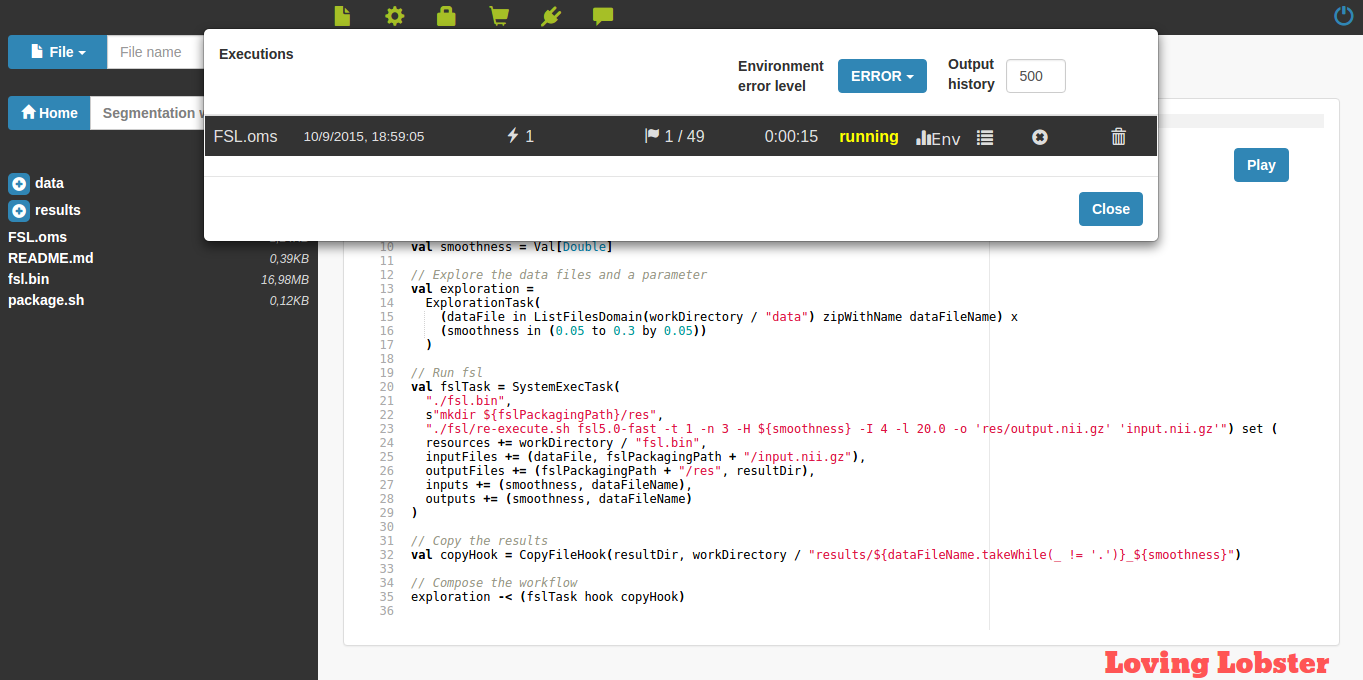 File
File name
Home
Segmentation
data
results
FSL.oms
README.md 0,39KB
fsl.bin 16,98MB
package.sh 0,12KB
Executions
Environment error level
ERROR
Output history
500
FSL.oms 10/9/2015, 18:59:05 1 1 / 49 0:00:15 running Env
Close
Play
10 val smoothness = Val[Double]
11
12 // Explore the data files and a parameter
13 val exploration =
14 ExplorationTask(
15 (dataFile in ListFilesDomain(workDirectory / "data") zipWithName dataFileName) x
16 (smoothness in (0.05 to 0.3 by 0.05))
17 )
18
19 // Run fsl
20 val fslTask = SystemExecTask(
21 "./fsl.bin",
22 s"mkdir ${fslPackagingPath}/res",
23 "./fsl/re-execute.sh fsl5.0-fast -t 1 -n 3 -H ${smoothness} -I 4 -l 20.0 -o 'res/output.nii.gz' 'input.nii.gz'") set (
24 resources += workDirectory / "fsl.bin",
25 inputFiles += (dataFile, fslPackagingPath + "/input.nii.gz"),
26 outputFiles += (fslPackagingPath + "/res", resultDir),
27 inputs += (smoothness, dataFileName),
28 outputs += (smoothness, dataFileName)
29 )
30
31 // Copy the results
32 val copyHook = CopyFileHook(resultDir, workDirectory / "results/${dataFileName.takeWhile(_ != '.')}_${smoothness}")
33
34 // Compose the workflow
35 exploration -< (fslTask hook copyHook)
36
Loving Lobster